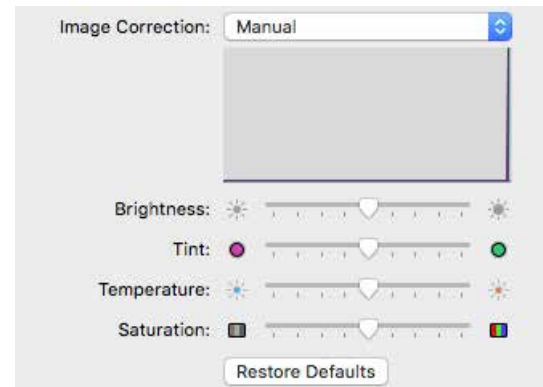 Image Correction: Manual
Brightness:
Tint:
Temperature:
Saturation:
Restore Defaults